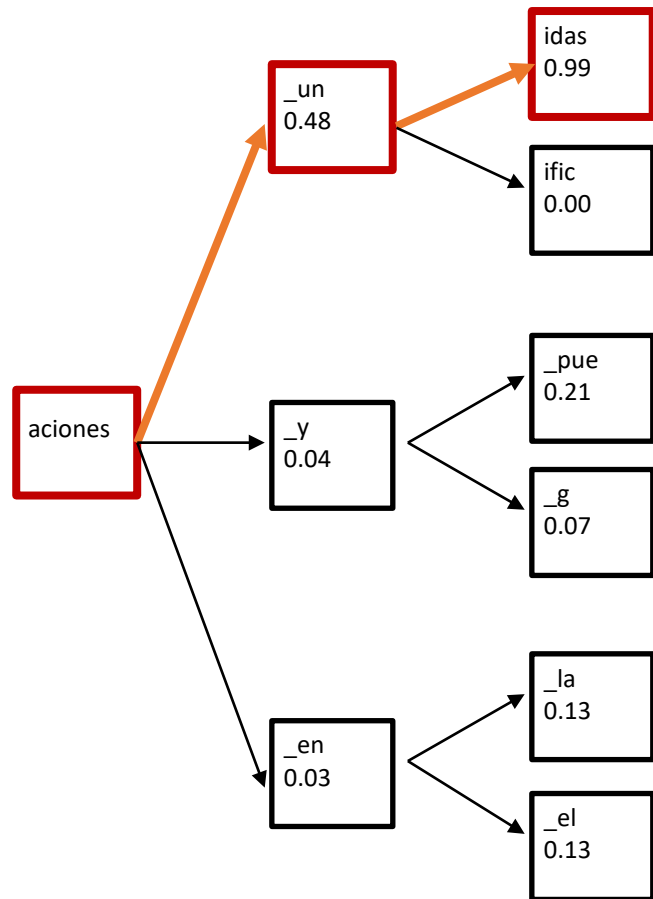 aciones
_un
0.48
idas
0.99
ific
0.00
_y
0.04
_pue
0.21
_g
0.07
_en
0.03
_la
0.13
_el
0.13